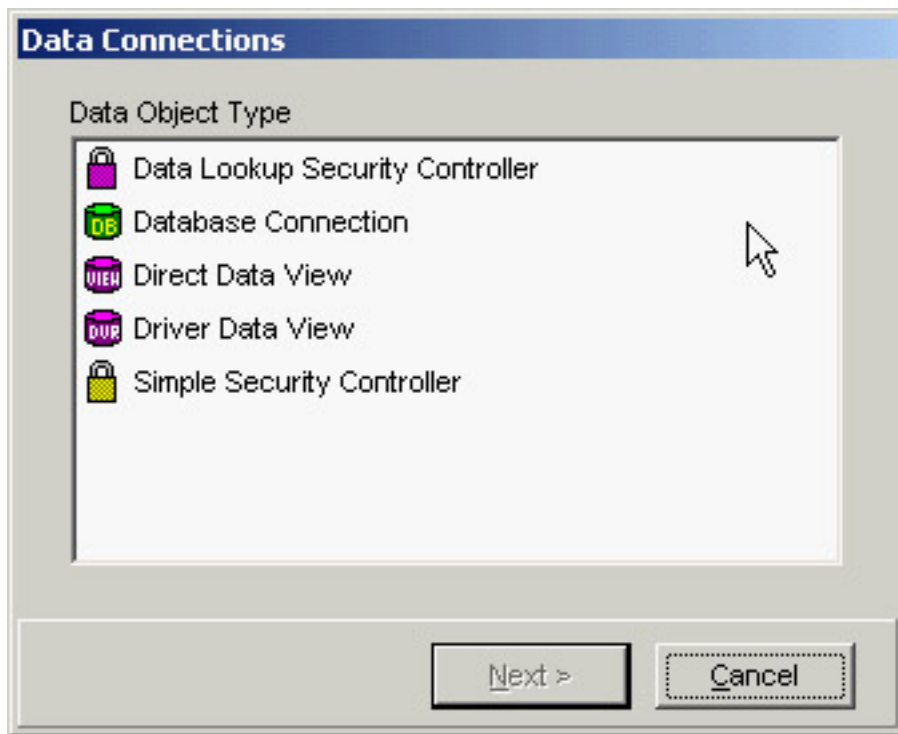 Data Connections
Data Object Type
Data Lookup Security Controller
DB Database Connection
VIEW Direct Data View
DVR Driver Data View
Simple Security Controller
Next >
Cancel